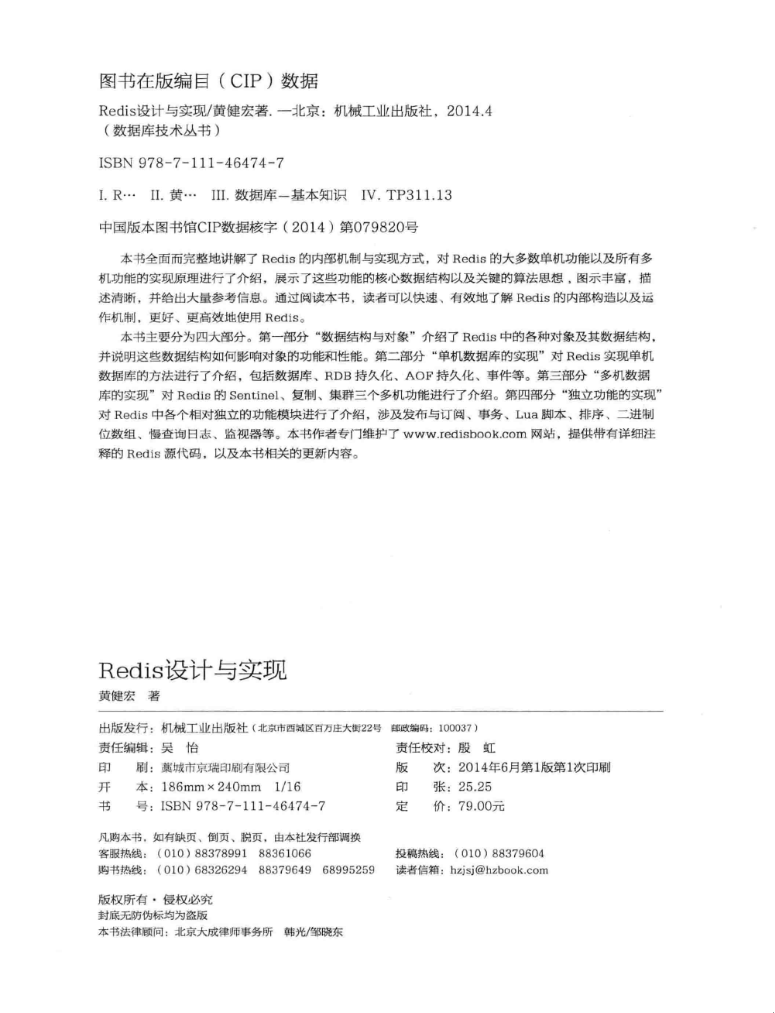 图书在版编目（CIP）数据
Redis设计与实现/黄健宏著. —北京：机械工业出版社，2014.4
（数据库技术丛书）
ISBN 978-7-111-46474-7
I. R… II. 黄… III. 数据库—基本知识 IV. TP311.13
中国版本图书馆CIP数据核字（2014）第079820号
本书全面而完整地讲解了 Redis 的内部机制与实现方式，对 Redis 的大多数单机功能以及所有多
机功能的实现原理进行了介绍，展示了这些功能的核心数据结构以及关键的算法思想，图示丰富，描
述清晰，并给出大量参考信息。通过阅读本书，读者可以快速、有效地了解 Redis 的内部构造以及运
作机制，更好、更高效地使用 Redis。
本书主要分为四大部分。第一部分“数据结构与对象”介绍了 Redis 中的各种对象及其数据结构，
并说明这些数据结构如何影响对象的功能和性能。第二部分“单机数据库的实现”对 Redis 实现单机
数据库的方法进行了介绍，包括数据库、RDB 持久化、AOF 持久化、事件等。第三部分“多机数据
库的实现”对 Redis 的 Sentinel、复制、集群三个多机功能进行了介绍。第四部分“独立功能的实现”
对 Redis 中各个相对独立的功能模块进行了介绍，涉及发布与订阅、事务、Lua 脚本、排序、二进制
位数组、慢查询日志、监视器等。本书作者专门维护了 www.redisbook.com 网站，提供带有详细注
释的 Redis 源代码，以及本书相关的更新内容。
Redis设计与实现
黄健宏 著
出版发行：机械工业出版社（北京市西城区百万庄大街22号 邮政编码：100037）
责任编辑：吴 怡 责任校对：殷 虹
印 刷：藁城市京瑞印刷有限公司 版 次：2014年6月第1版第1次印刷
开 本：186mm×240mm 1/16 印 张：25.25
书 号：ISBN 978-7-111-46474-7 定 价：79.00元
凡购本书，如有缺页、倒页、脱页，由本社发行部调换
客服热线：（010）88378991 88361066 投稿热线：（010）88379604
购书热线：（010）68326294 88379649 68995259 读者信箱：hzjsj@hzbook.com
版权所有·侵权必究
封底无防伪标均为盗版
本书法律顾问：北京大成律师事务所 韩光/邹晓东